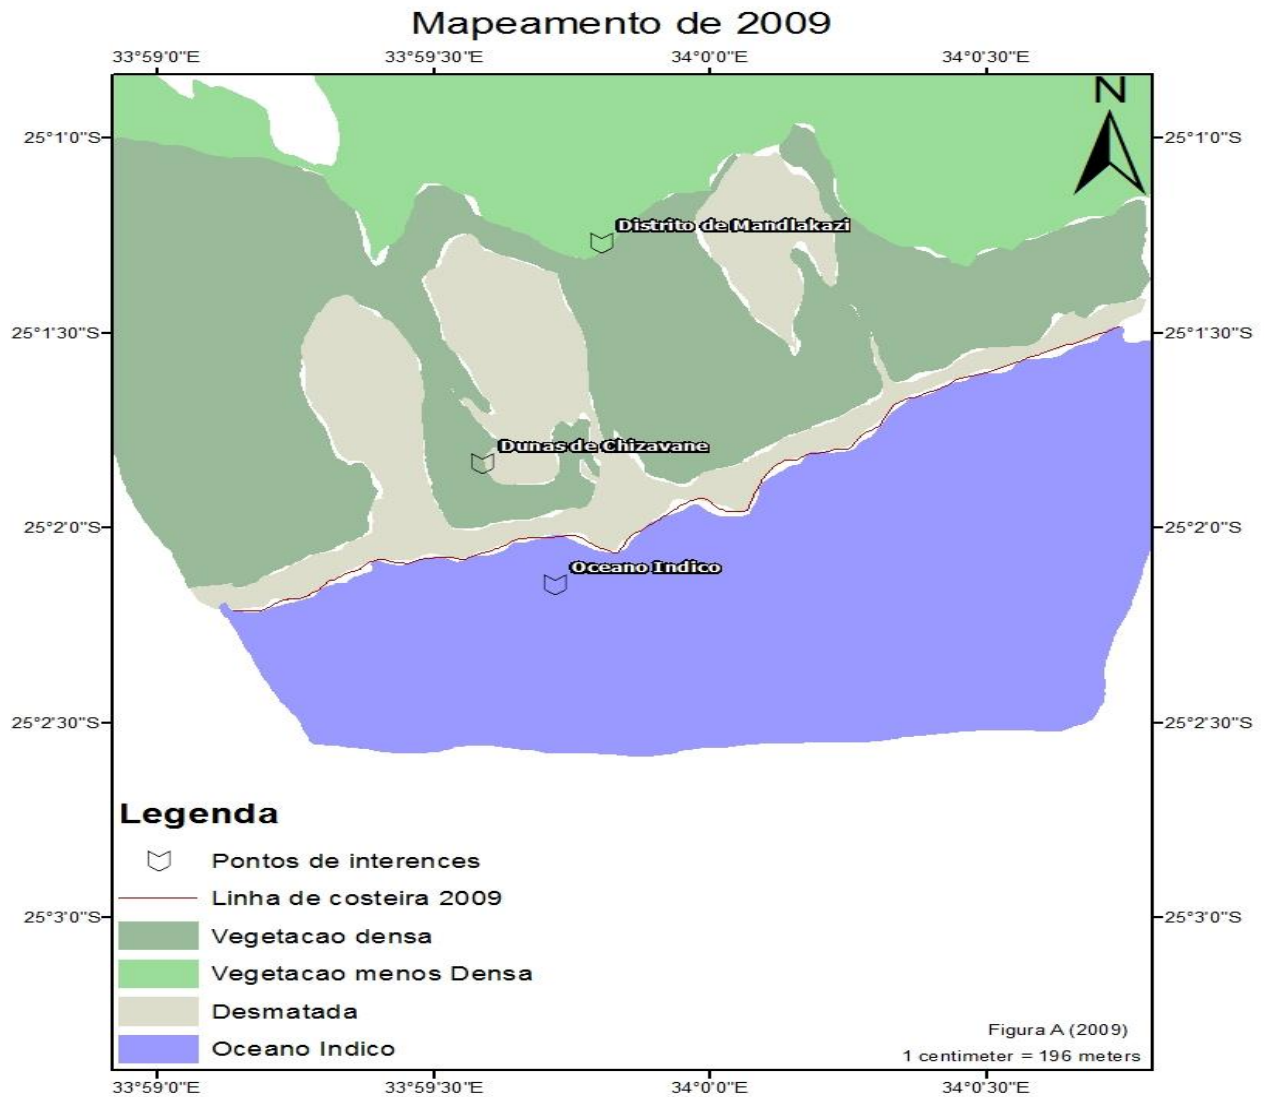 Mapeamento de 2009
33°59'0"E 33°59'30"E 34°0'0"E 34°0'30"E
N
25°1'0"S 25°1'0"S
Distrito de Mandlakazi
25°1'30"S 25°1'30"S
Dunas de Chizavane
25°2'0"S 25°2'0"S
Oceano Indico
25°2'30"S 25°2'30"S
Legenda
Pontos de interences
Linha de costeira 2009
25°3'0"S 25°3'0"S
Vegetacao densa
Vegetacao menos Densa
Desmatada
Oceano Indico
Figura A (2009)
1 centimeter = 196 meters
33°59'0"E 33°59'30"E 34°0'0"E 34°0'30"E